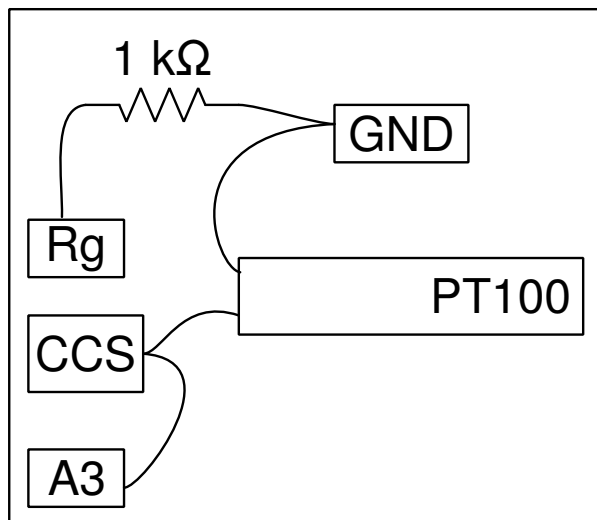 1 kΩ
GND
Rg
PT100
CCS
A3